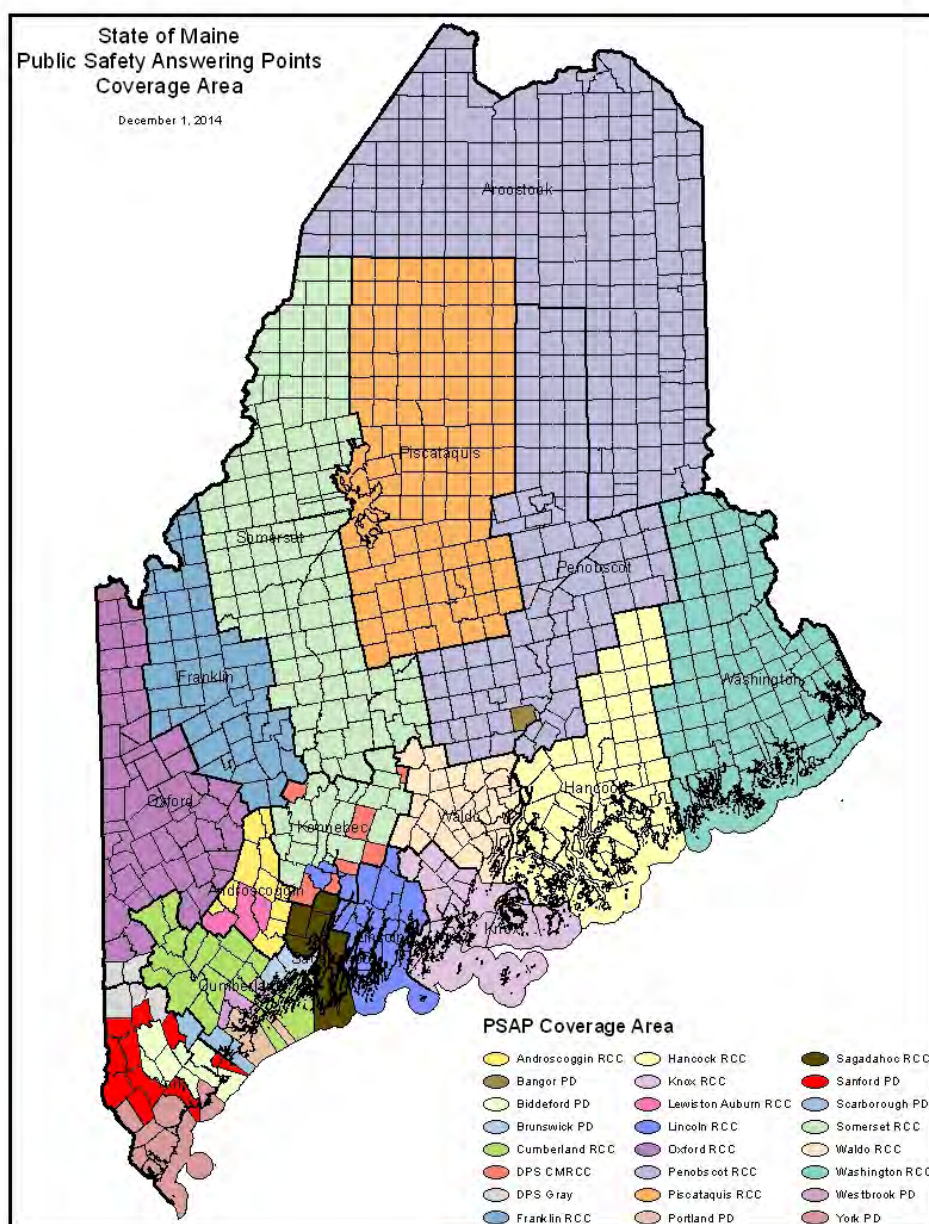 State of Maine
Public Safety Answering Points
Coverage Area
December 1, 2014
Aroostook
Piscataquis
Somerset
Penobscot
Franklin
Washington
Oxford
Hancock
Waldo
Kennebec
Androscoggin
Lincoln
Knox
Cumberland
York
PSAP Coverage Area
Androscoggin RCC
Bangor PD
Biddeford PD
Brunswick PD
Cumberland RCC
DPS CMRCC
DPS Gray
Franklin RCC
Hancock RCC
Knox RCC
Lewiston Auburn RCC
Lincoln RCC
Oxford RCC
Penobscot RCC
Piscataquis RCC
Portland PD
Sagadahoc RCC
Sanford PD
Scarborough PD
Somerset RCC
Waldo RCC
Washington RCC
Westbrook PD
York PD